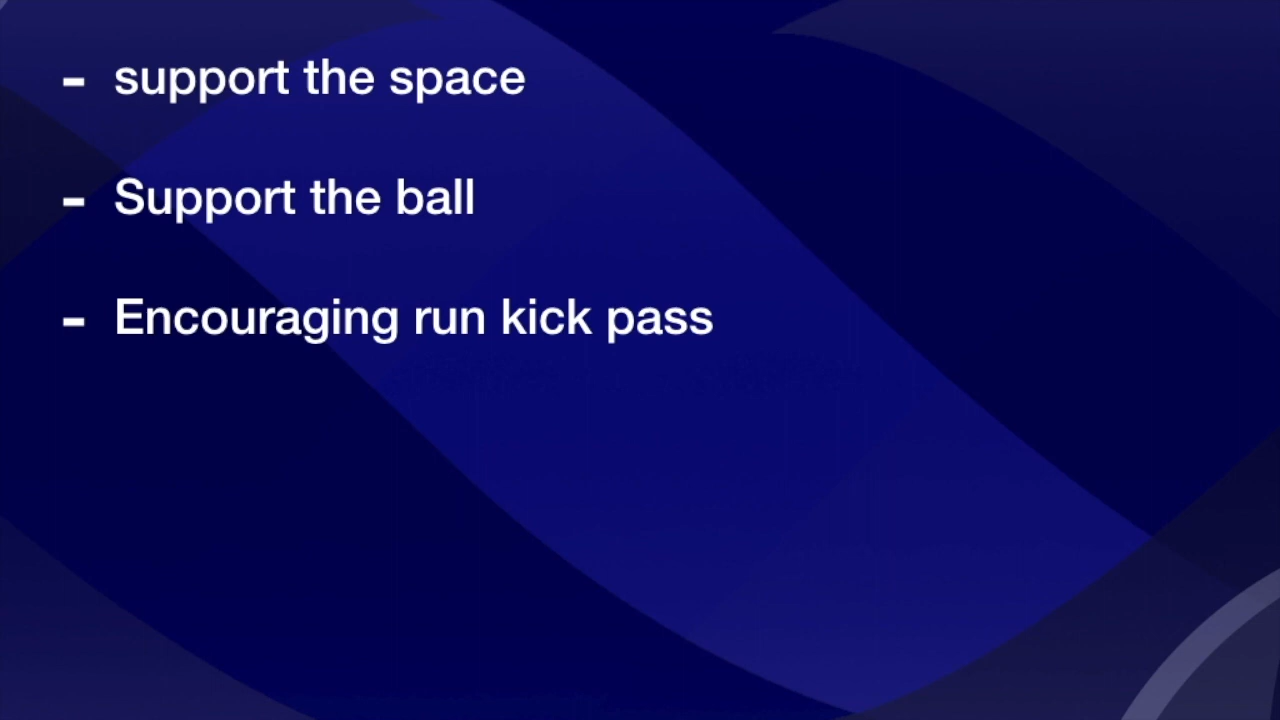 - support the space
- Support the ball
- Encouraging run kick pass